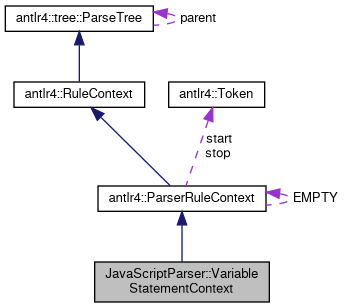 antlr4::tree::ParseTree
parent
antlr4::RuleContext
antlr4::Token
start
stop
antlr4::ParserRuleContext
EMPTY
JavaScriptParser::Variable
StatementContext